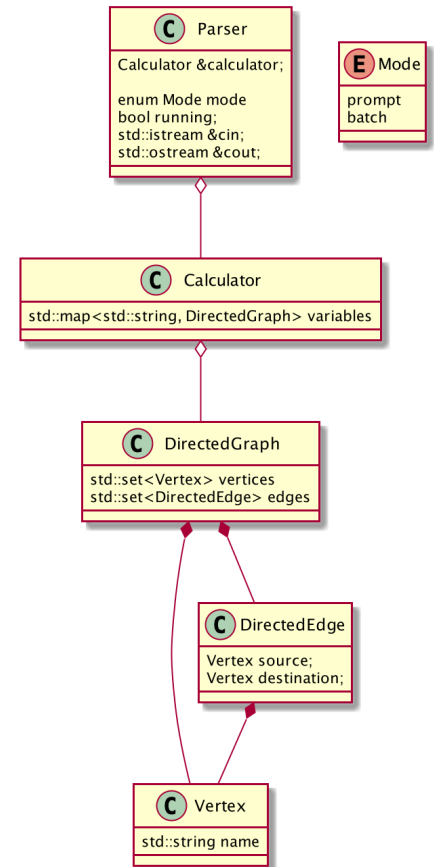 C Parser
Calculator &calculator;
enum Mode mode
bool running;
std::istream &cin;
std::ostream &cout;
E Mode
prompt
batch
C Calculator
std::map<std::string, DirectedGraph> variables
C DirectedGraph
std::set<Vertex> vertices
std::set<DirectedEdge> edges
C DirectedEdge
Vertex source;
Vertex destination;
C Vertex
std::string name